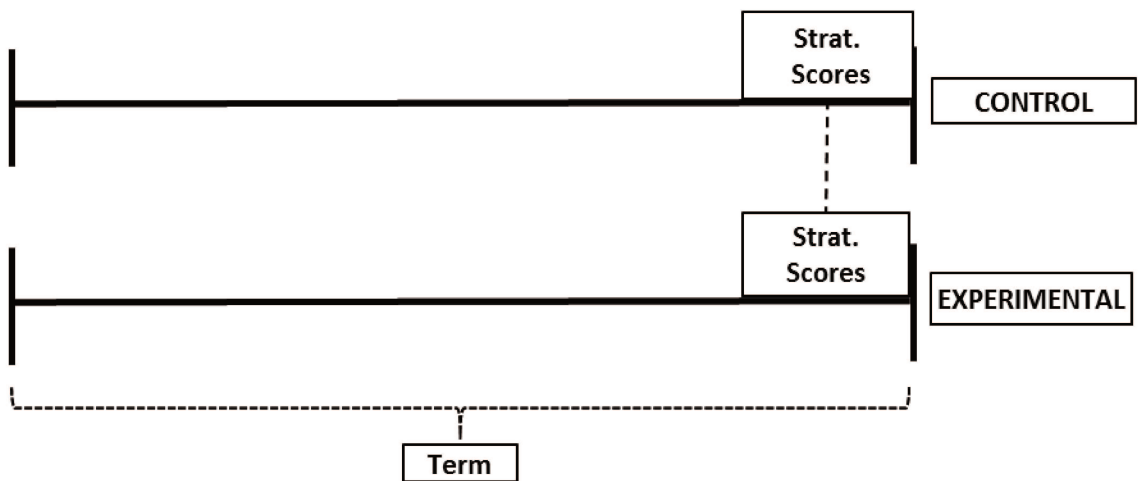 Strat.
Scores
CONTROL
Strat.
Scores
EXPERIMENTAL
Term